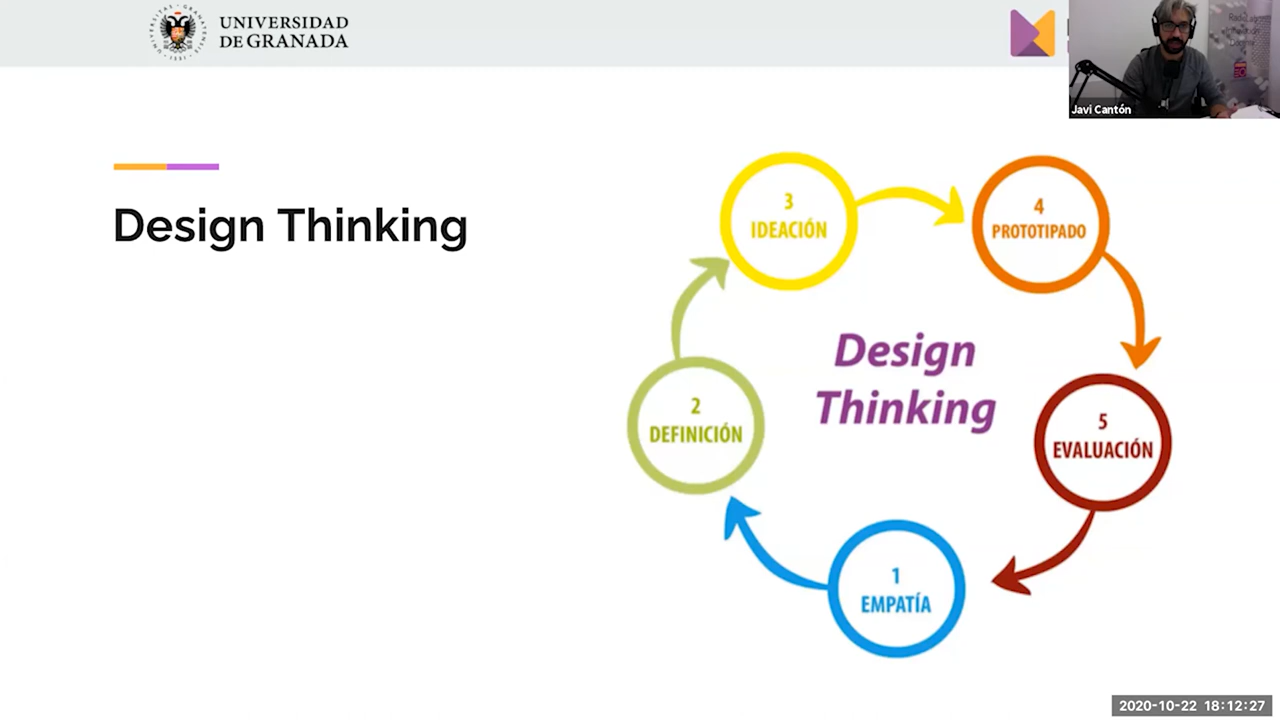 UNIVERSIDAD
DE GRANADA
Javi Cantón
Design Thinking
3
IDEACIÓN
4
PROTOTIPADO
Design
Thinking
2
DEFINICIÓN
5
EVALUACIÓN
1
EMPATÍA
2020-10-22 18:12:27